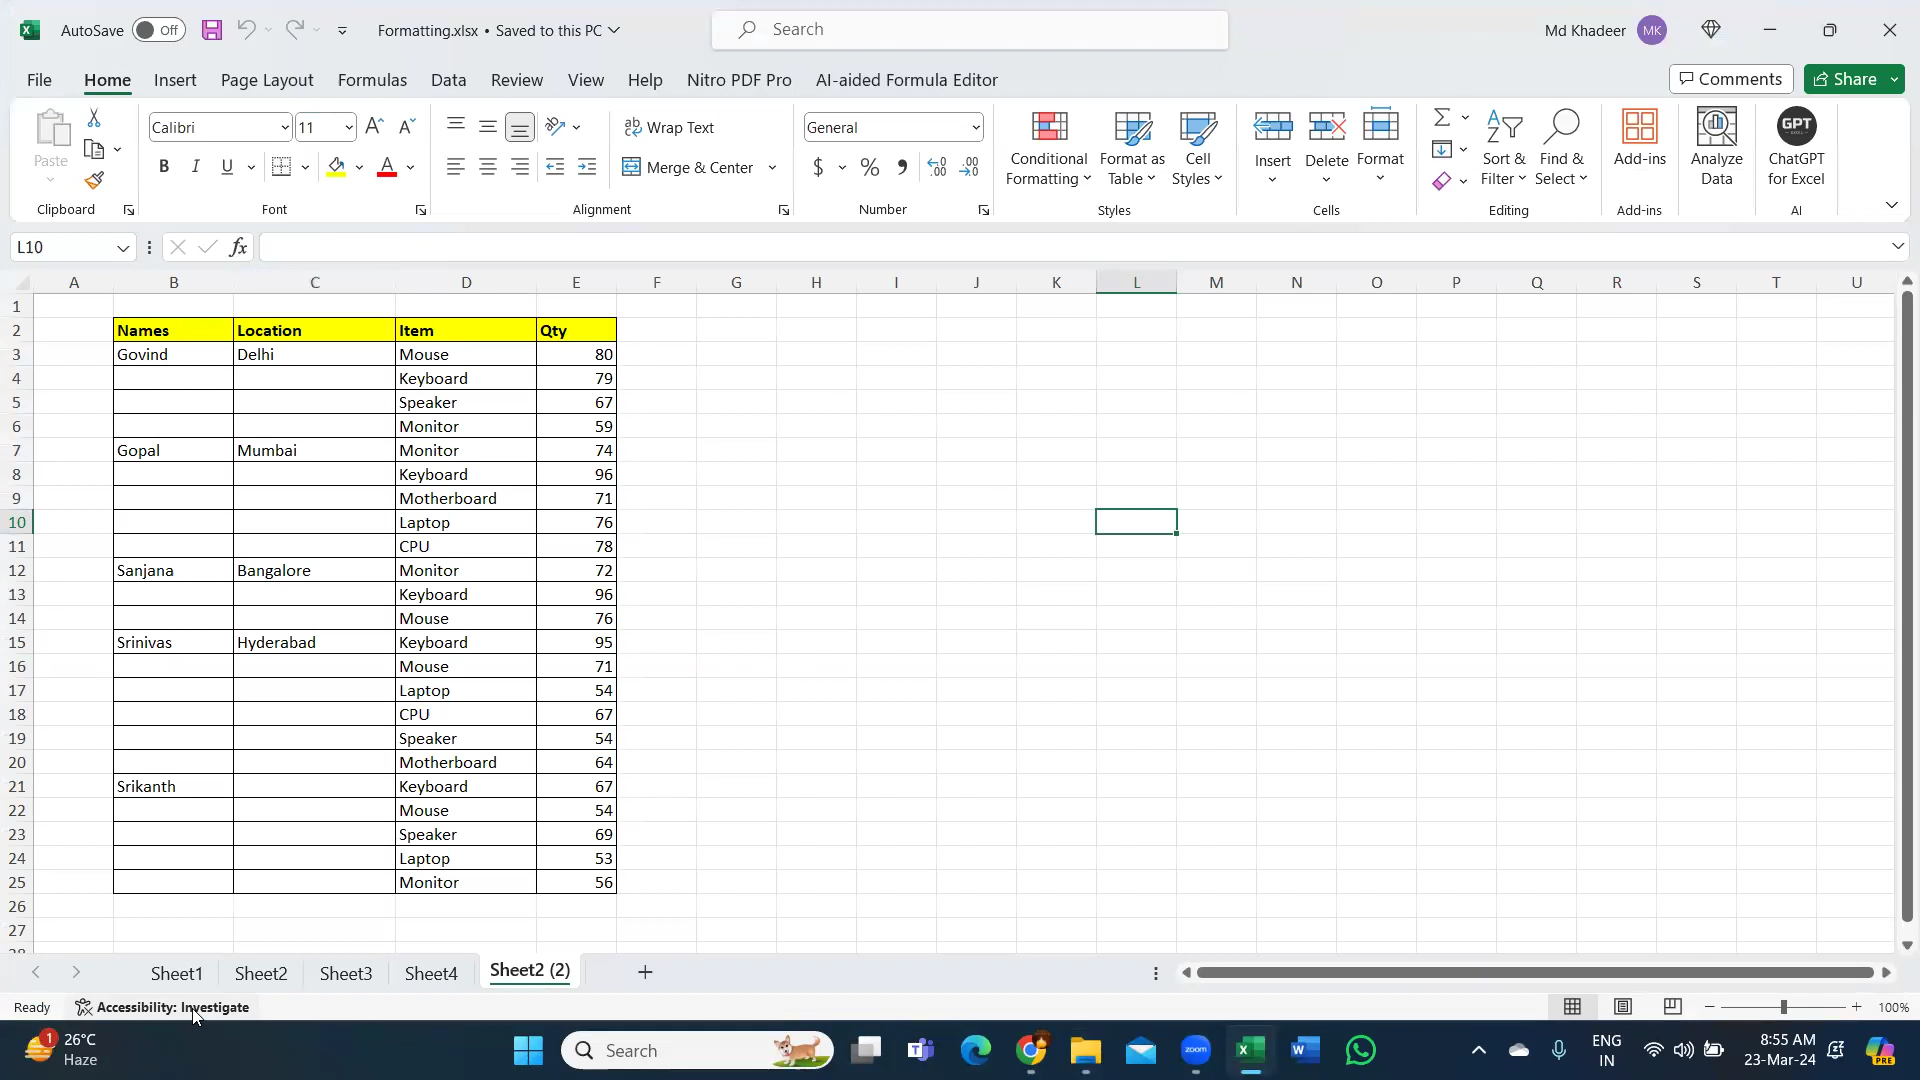 AutoSave Off Formatting.xlsx • Saved to this PC Search Md Khadeer MK
File Home Insert Page Layout Formulas Data Review View Help Nitro PDF Pro AI-aided Formula Editor Comments Share
Paste Calibri 11 Wrap Text General Conditional Formatting Format as Table Cell Styles Insert Delete Format Sort & Filter Find & Select Add-ins Analyze Data GPT ChatGPT for Excel
B I U A Merge & Center $ %
Clipboard Font Alignment Number Styles Cells Editing Add-ins AI
L10 fx
A B C D E F G H I J K L M N O P Q R S T U
1
2 Names Location Item Qty
3 Govind Delhi Mouse 80
4 Keyboard 79
5 Speaker 67
6 Monitor 59
7 Gopal Mumbai Monitor 74
8 Keyboard 96
9 Motherboard 71
10 Laptop 76
11 CPU 78
12 Sanjana Bangalore Monitor 72
13 Keyboard 96
14 Mouse 76
15 Srinivas Hyderabad Keyboard 95
16 Mouse 71
17 Laptop 54
18 CPU 67
19 Speaker 54
20 Motherboard 64
21 Srikanth Keyboard 67
22 Mouse 54
23 Speaker 69
24 Laptop 53
25 Monitor 56
26
27
28
Sheet1 Sheet2 Sheet3 Sheet4 Sheet2 (2)
Ready Accessibility: Investigate 100%
1 26°C Search zoom ENG 8:55 AM
Haze IN 23-Mar-24 PRE